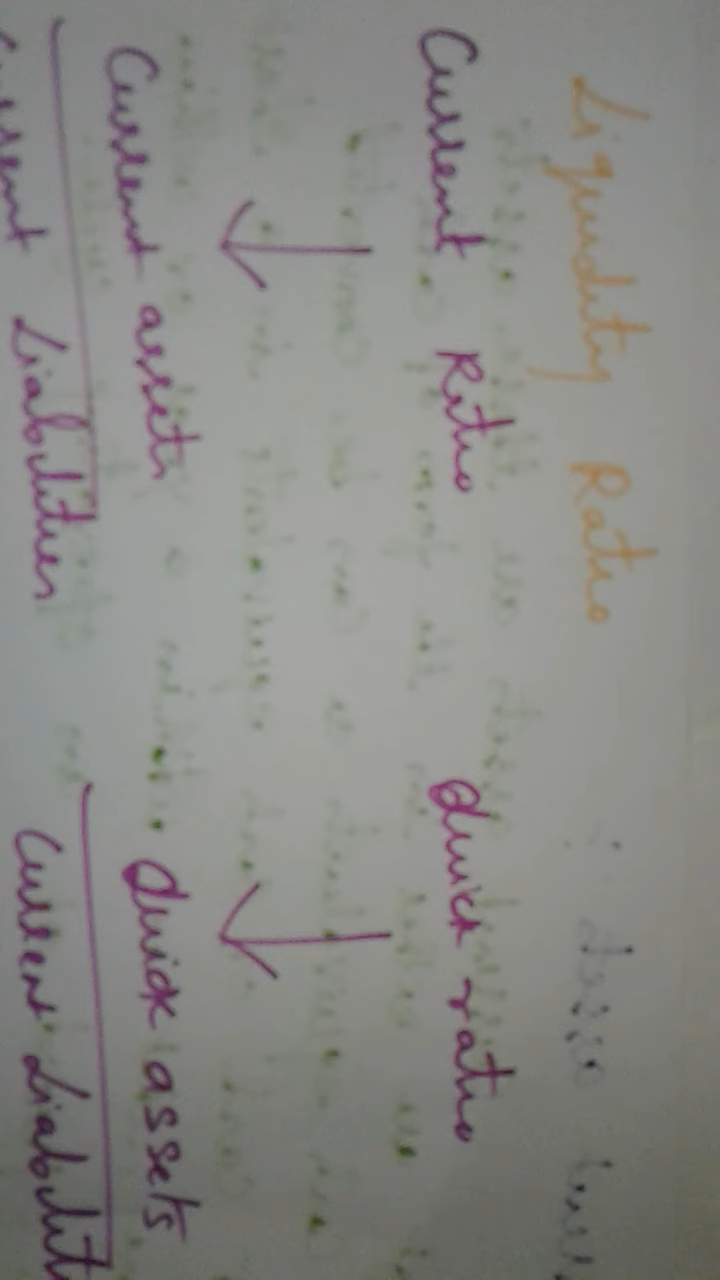 Liquidity Ratio
Current Ratio Quick ratio
Current assets Quick assets
Current Liabilities Current Liabilit